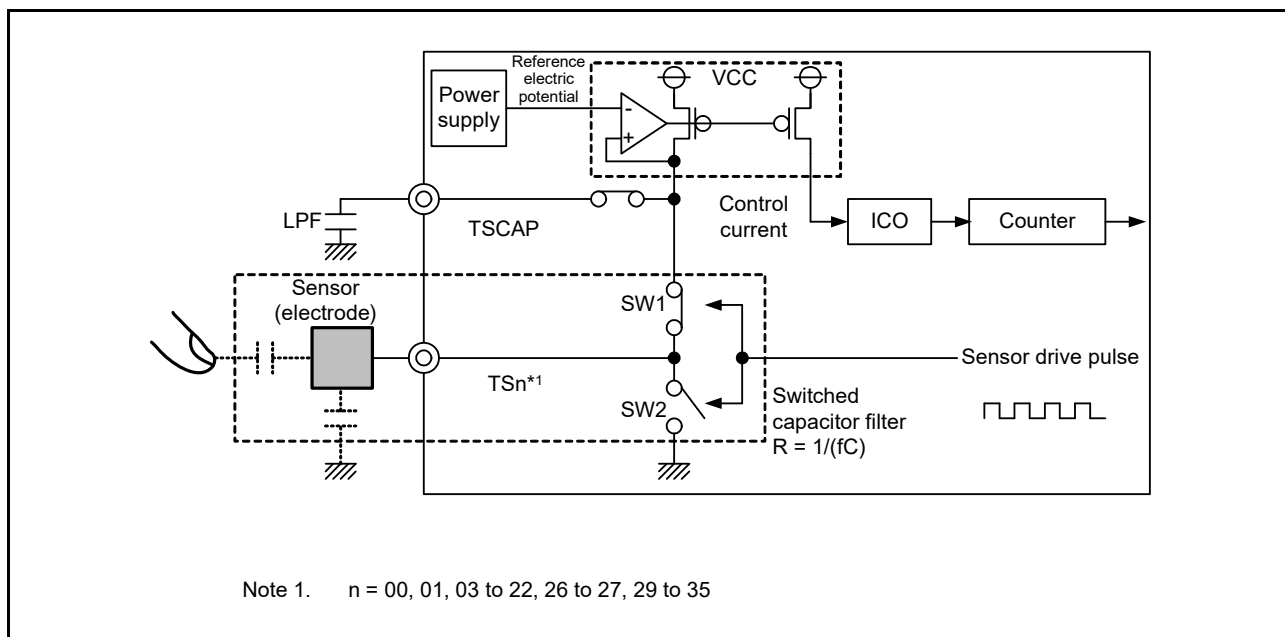 Reference
electric
potential
VCC
Power
supply
-
+
LPF
TSCAP
Control
current
ICO
Counter
Sensor
(electrode)
SW1
Sensor drive pulse
TSn*1
SW2
Switched
capacitor filter
R = 1/(fC)
Note 1. n = 00, 01, 03 to 22, 26 to 27, 29 to 35